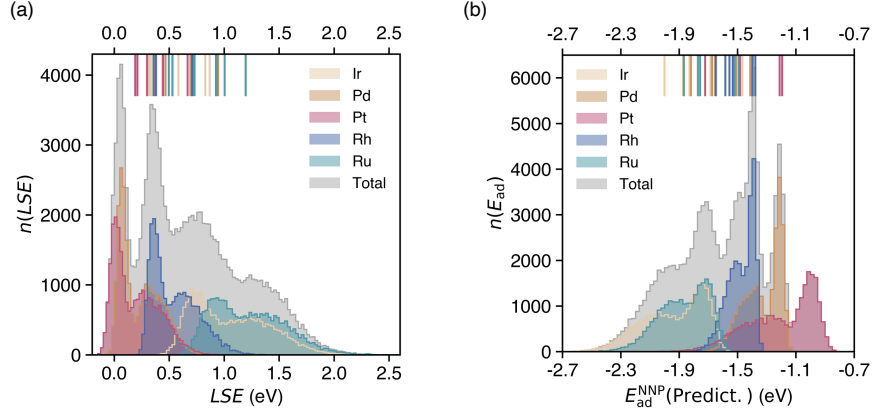 (a)
0.0 0.5 1.0 1.5 2.0 2.5
4000
3000
2000
1000
0
n(LSE)
Ir
Pd
Pt
Rh
Ru
Total
0.0 0.5 1.0 1.5 2.0 2.5
LSE (eV)
(b)
-2.7 -2.3 -1.9 -1.5 -1.1 -0.7
6000
5000
4000
3000
2000
1000
0
n(E_ad)
Ir
Pd
Pt
Rh
Ru
Total
-2.7 -2.3 -1.9 -1.5 -1.1 -0.7
E_ad^NNP(Predict.) (eV)